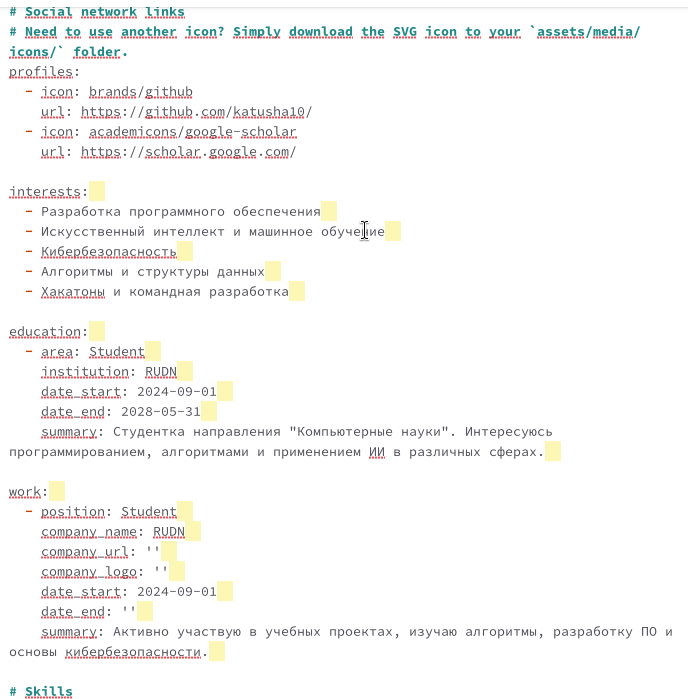 # Social network links
# Need to use another icon? Simply download the SVG icon to your `assets/media/
icons/` folder.
profiles:
  - icon: brands/github
    url: https://github.com/katusha10/
  - icon: academicons/google-scholar
    url: https://scholar.google.com/

interests:
  - Разработка программного обеспечения
  - Искусственный интеллект и машинное обучение
  - Кибербезопасность
  - Алгоритмы и структуры данных
  - Хакатоны и командная разработка

education:
  - area: Student
    institution: RUDN
    date_start: 2024-09-01
    date_end: 2028-05-31
    summary: Студентка направления "Компьютерные науки". Интересуюсь
программированием, алгоритмами и применением ИИ в различных сферах.

work:
  - position: Student
    company_name: RUDN
    company_url: ''
    company_logo: ''
    date_start: 2024-09-01
    date_end: ''
    summary: Активно участвую в учебных проектах, изучаю алгоритмы, разработку ПО и
основы кибербезопасности.

# Skills